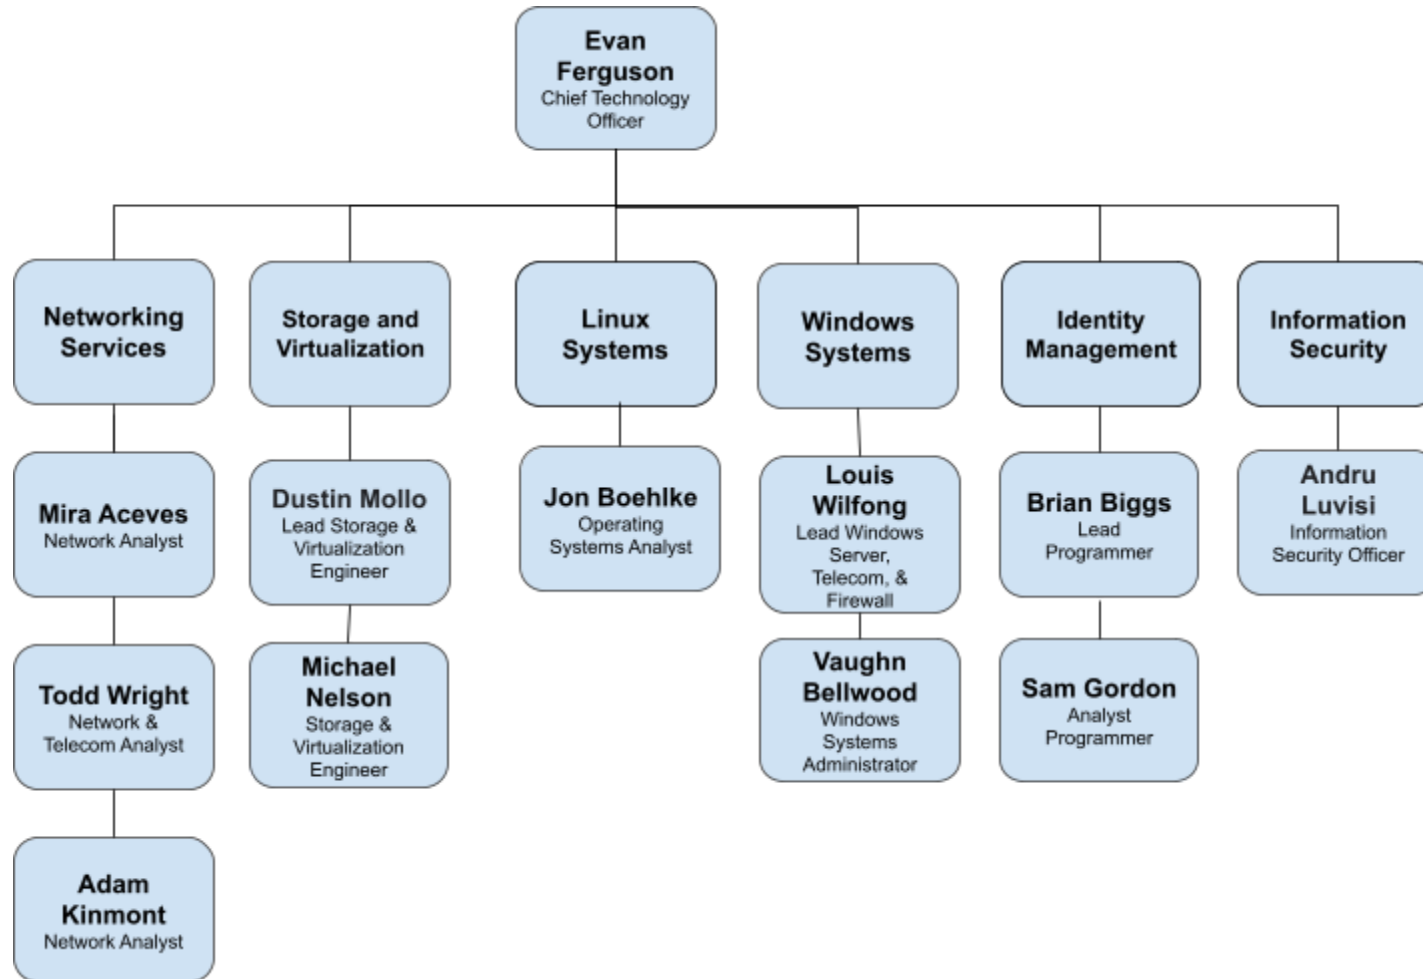 Evan
Ferguson
Chief Technology
Officer
Networking
Services
Storage and
Virtualization
Linux
Systems
Windows
Systems
Identity
Management
Information
Security
Mira Aceves
Network Analyst
Dustin Mollo
Lead Storage &
Virtualization
Engineer
Jon Boehlke
Operating
Systems Analyst
Louis
Wilfong
Lead Windows
Server,
Telecom, &
Firewall
Brian Biggs
Lead
Programmer
Andru
Luvisi
Information
Security Officer
Todd Wright
Network &
Telecom Analyst
Michael
Nelson
Storage &
Virtualization
Engineer
Vaughn
Bellwood
Windows
Systems
Administrator
Sam Gordon
Analyst
Programmer
Adam
Kinmont
Network Analyst